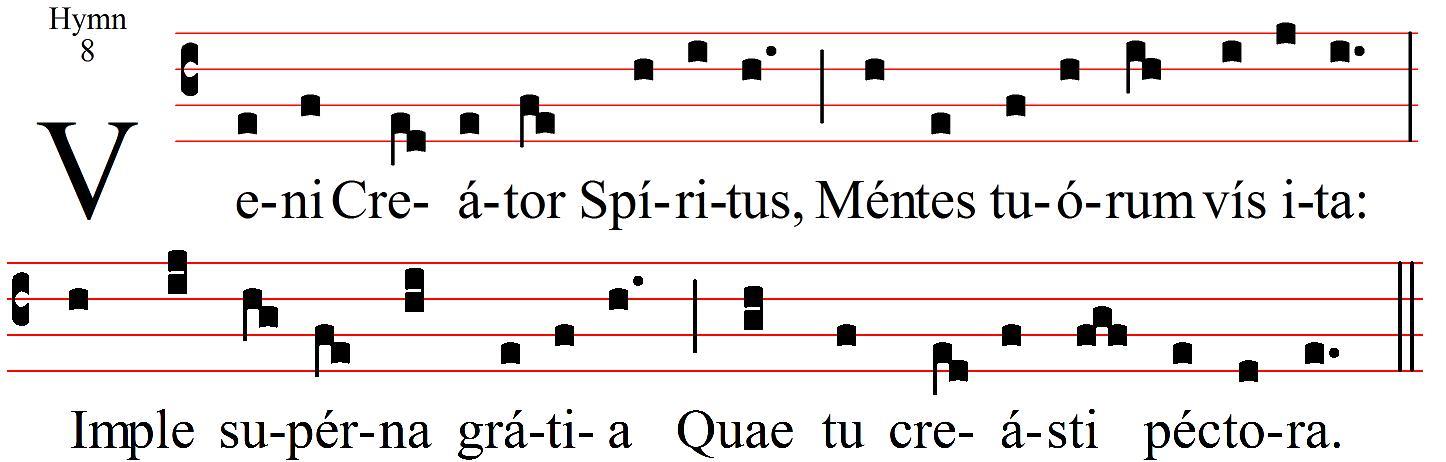 Hymn
8
Ve-ni Cre- á-tor Spí-ri-tus, Méntes tu-ó-rum vís i-ta:
Imple su-pér-na grá-ti- a Quae tu cre- á-sti pécto-ra.